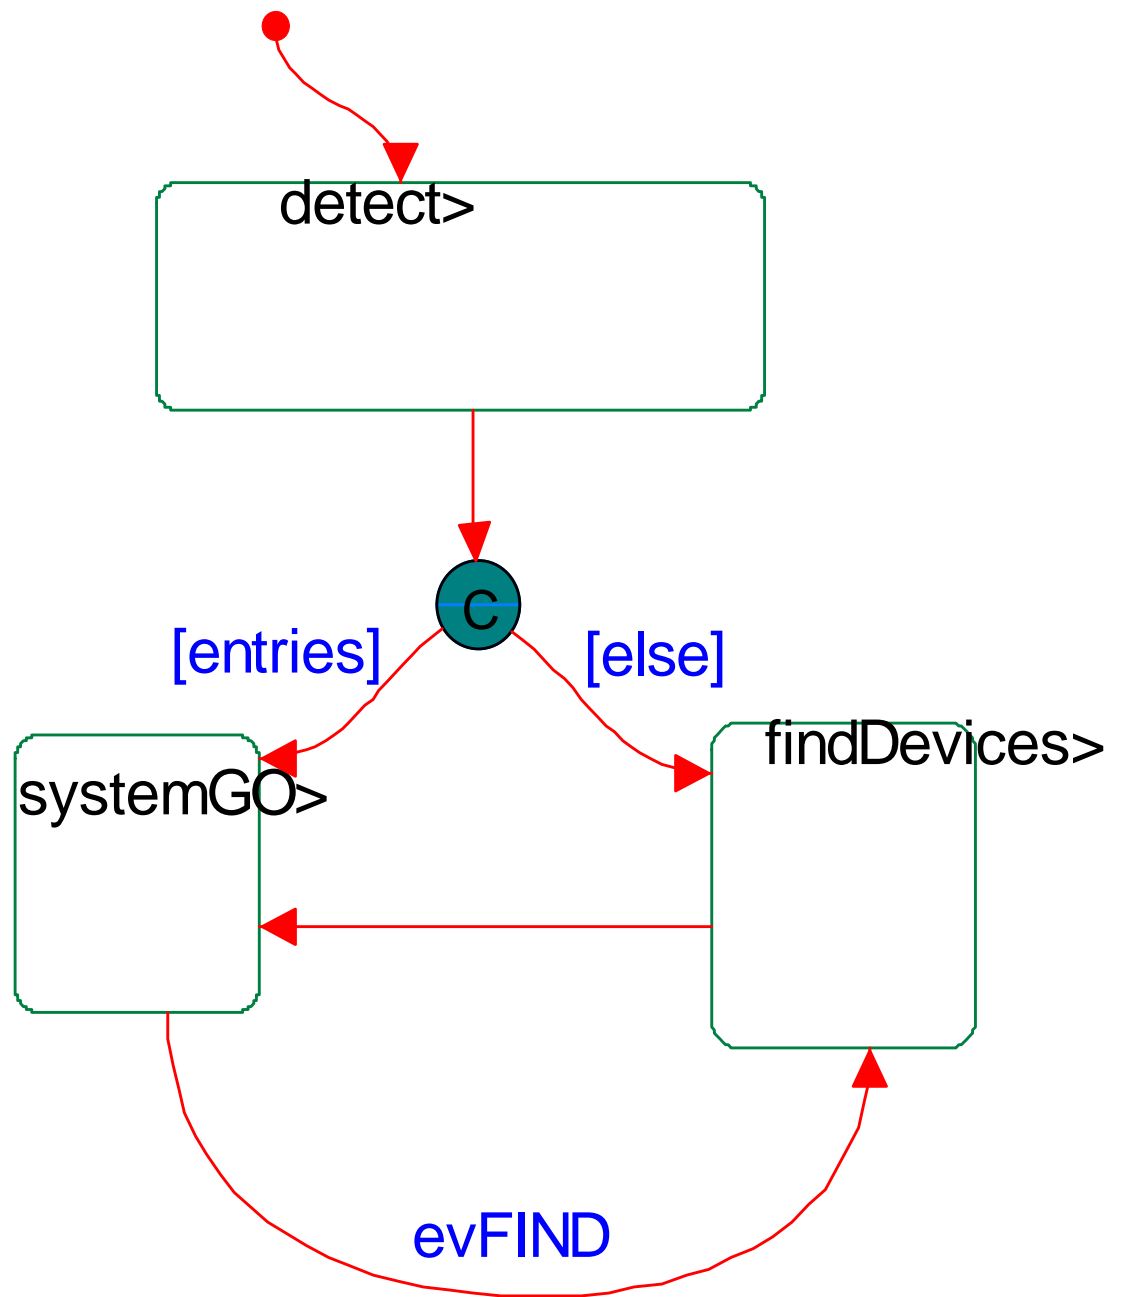 detect>
C
[entries]
[else]
findDevices>
systemGO>
evFIND